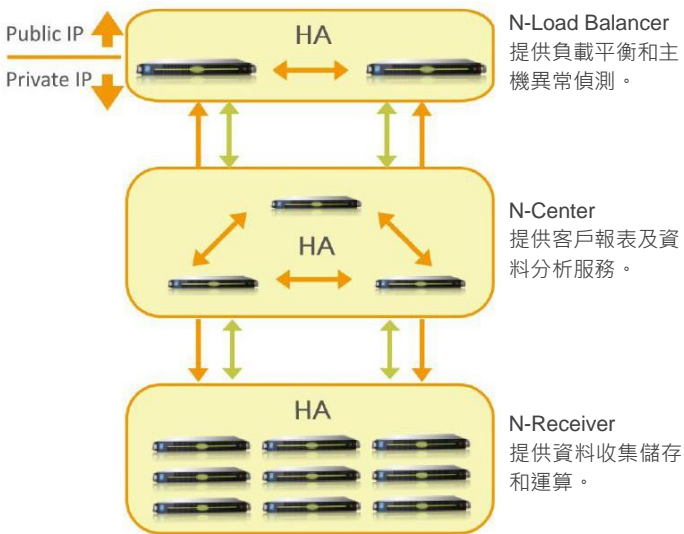 Public IP
Private IP
HA
N-Load Balancer
提供負載平衡和主
機異常偵測。
HA
N-Center
提供客戶報表及資
料分析服務。
HA
N-Receiver
提供資料收集儲存
和運算。